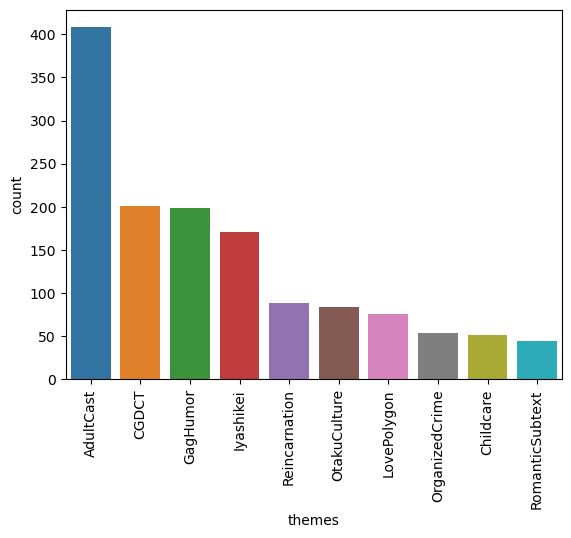 400
350
300
250
200
150
100
50
0
count
AdultCast
CGDCT
GagHumor
Iyashikei
Reincarnation
OtakuCulture
LovePolygon
OrganizedCrime
Childcare
RomanticSubtext
themes